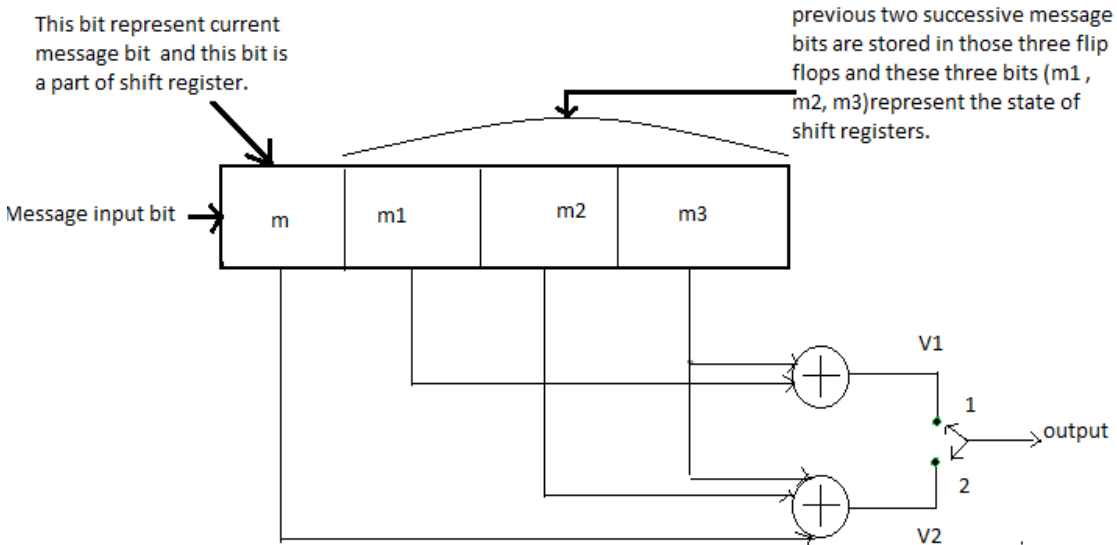 This bit represent current
message bit  and this bit is
a part of shift register.
previous two successive message
bits are stored in those three flip
flops and these three bits (m1 ,
m2, m3)represent the state of
shift registers.
Message input bit
m
m1
m2
m3
V1
1
output
2
V2